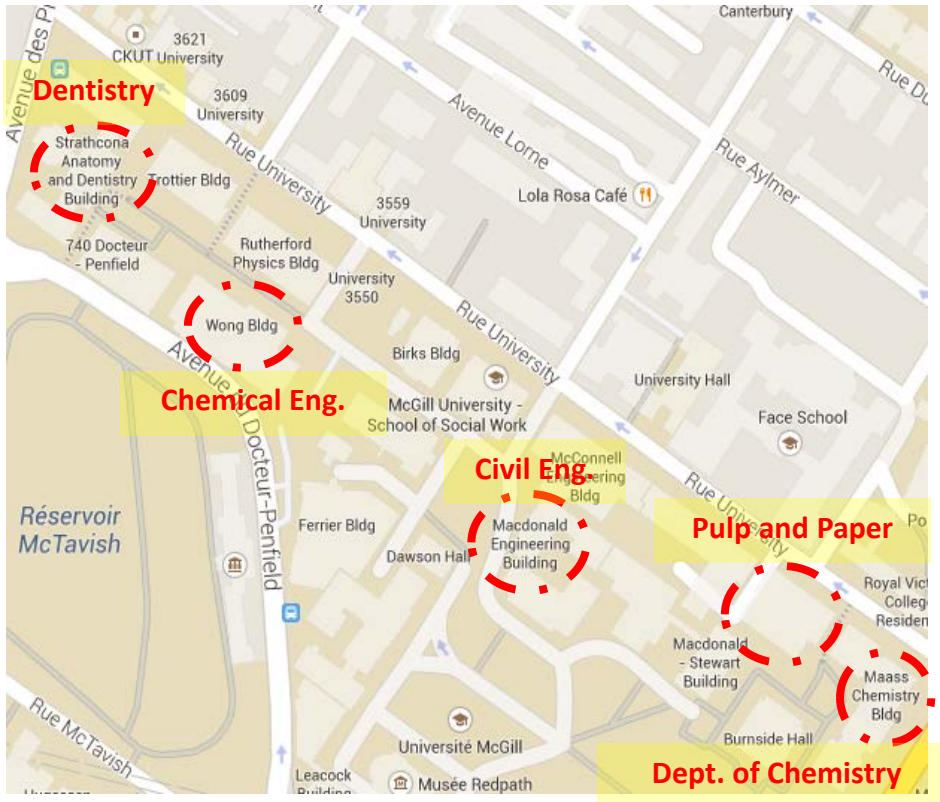 Canterbury
3621
CKUT University
Avenue des
Dentistry
3609
University
Rue University
Avenue Lorne
Rue Aylmer
Strathcona
Anatomy
and Dentistry
Building
Trottier Bldg
Lola Rosa Café
3559
University
740 Docteur
- Penfield
Rutherford
Physics Bldg
University
3550
Wong Bldg
Rue University
Avenue du Docteur-Penfield
Birks Bldg
Chemical Eng.
McGill University -
School of Social Work
University Hall
Face School
Civil Eng.
McConnell
Engineering
Bldg
Rue University
Réservoir
McTavish
Ferrier Bldg
Macdonald
Engineering
Building
Dawson Hall
Pulp and Paper
Royal
Macdonald
- Stewart
Building
Maass
Chemistry
Bldg
Rue McTavish
Université McGill
Burnside Hall
Leacock
Building
Musée Redpath
Dept. of Chemistry